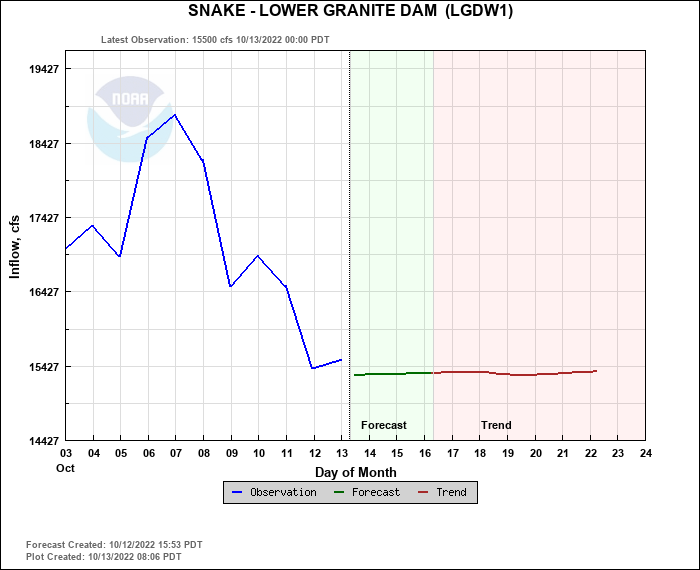 SNAKE - LOWER GRANITE DAM (LGDW1)
Latest Observation: 15500 cfs 10/13/2022 00:00 PDT
NOAA
Inflow, cfs
19427
18427
17427
16427
15427
14427
Forecast Trend
03 04 05 06 07 08 09 10 11 12 13 14 15 16 17 18 19 20 21 22 23 24
Oct
Day of Month
Observation Forecast Trend
Forecast Created: 10/12/2022 15:53 PDT
Plot Created: 10/13/2022 08:06 PDT